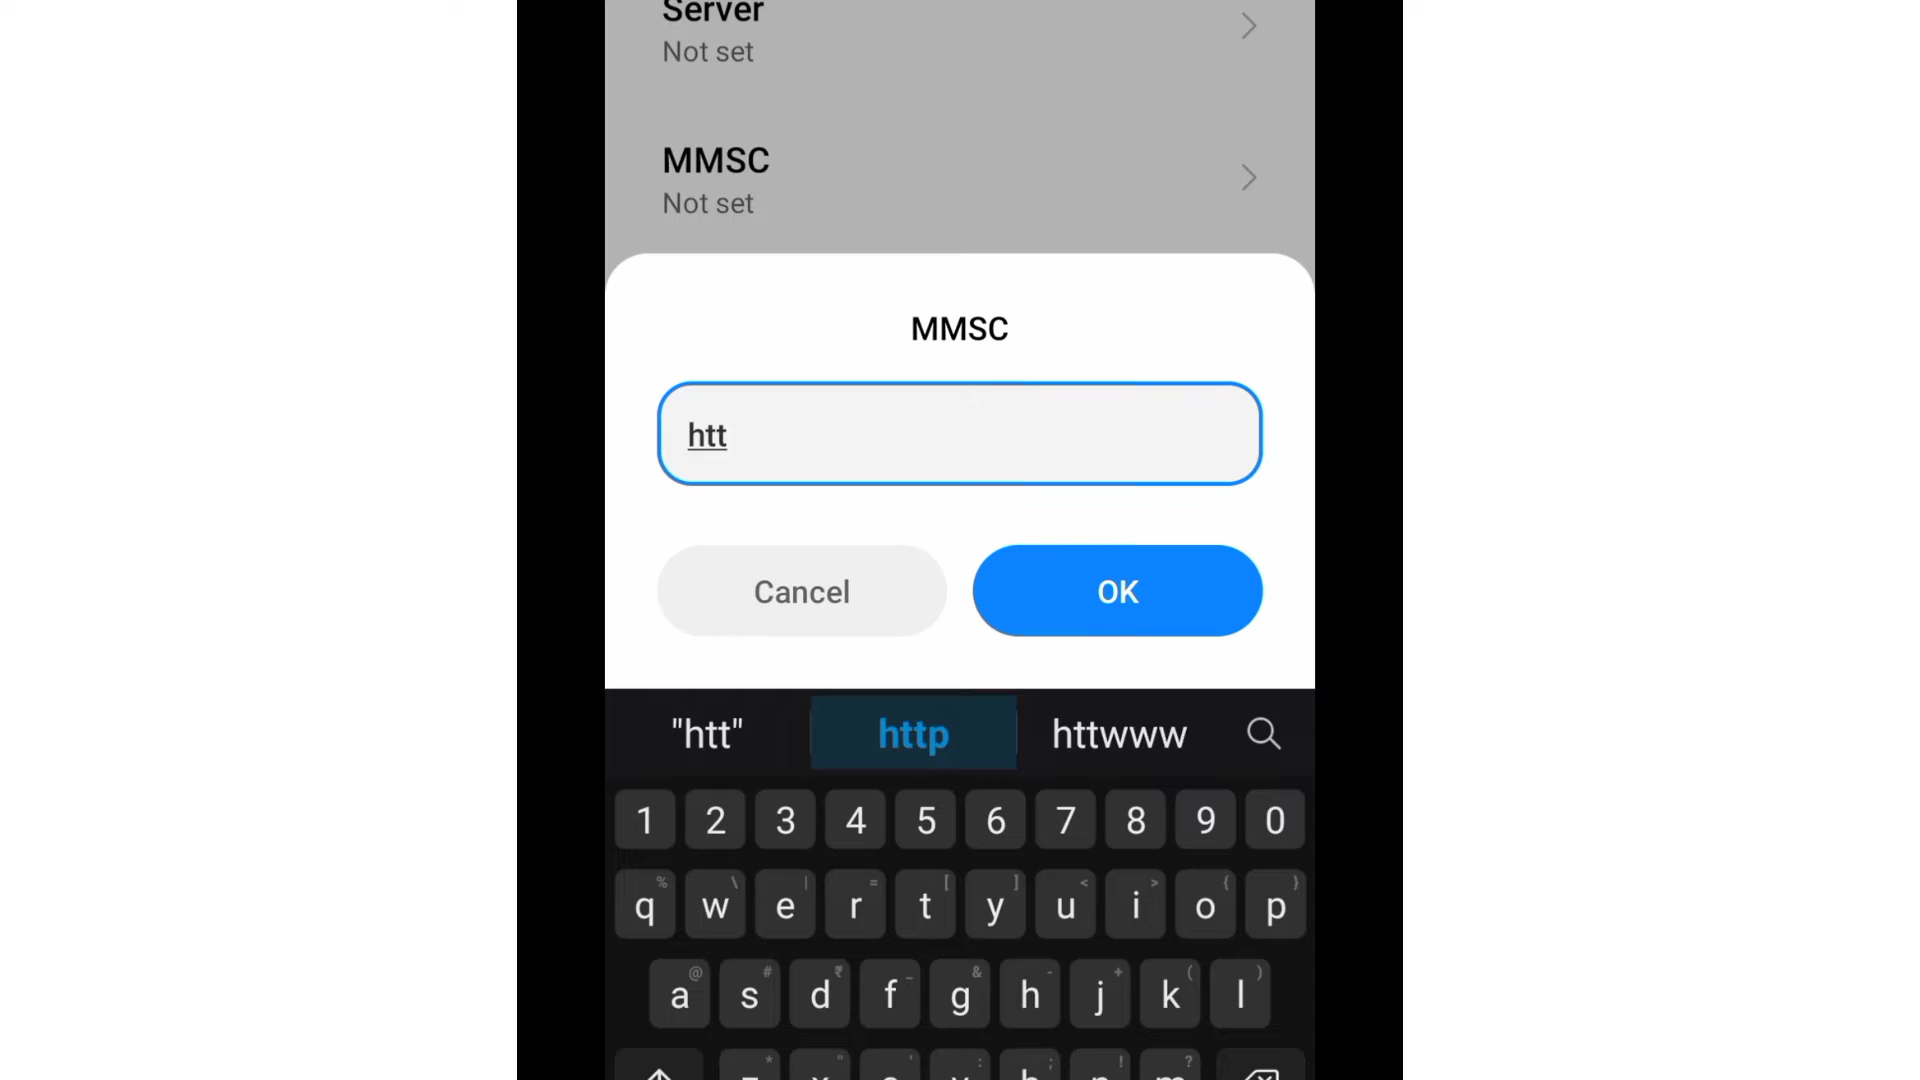 Server
Not set
MMSC
Not set
MMSC
htt
Cancel OK
"htt" http httwww
1 2 3 4 5 6 7 8 9 0
% \ | = [ ] < > { }
q w e r t y u i o p
@ # ₹ _ & - + ( )
a s d f g h j k l
* " ' : ; ! ?